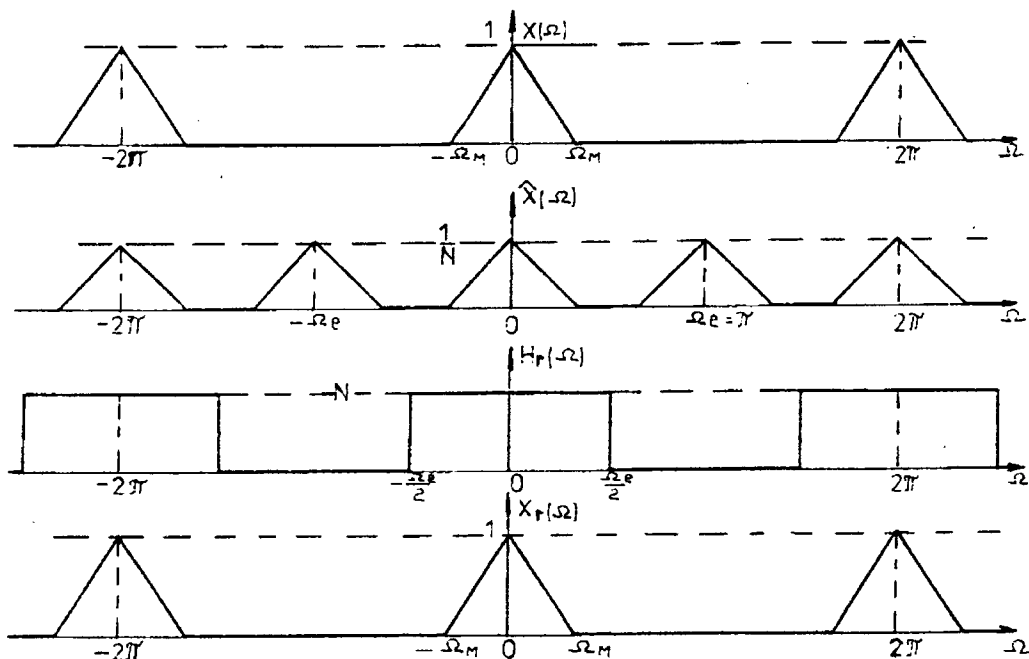 1 X(Ω)
-2π -Ω_M 0 Ω_M 2π Ω
X̂(Ω)
1/N
-2π -Ωe 0 Ωe = π 2π Ω
H_r(Ω)
N
-2π -Ωe/2 0 Ωe/2 2π Ω
X_r(Ω)
1
-2π -Ω_M 0 Ω_M 2π Ω